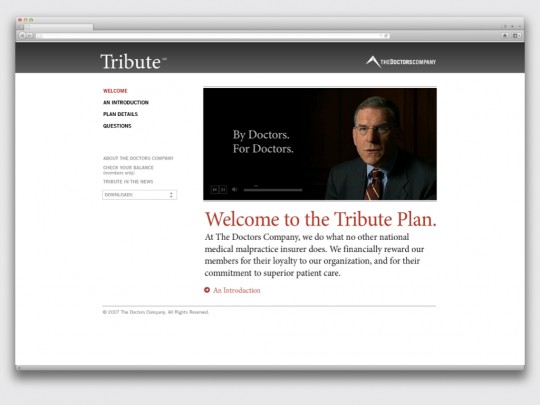 Tribute
THE DOCTORS COMPANY
WELCOME
AN INTRODUCTION
PLAN DETAILS
QUESTIONS
ABOUT THE DOCTORS COMPANY
CHECK YOUR BALANCE
(members only)
TRIBUTE IN THE NEWS
DOWNLOADS
By Doctors.
For Doctors.
Welcome to the Tribute Plan.
At The Doctors Company, we do what no other national
medical malpractice insurer does. We financially reward our
members for their loyalty to our organization, and for their
commitment to superior patient care.
An Introduction
© 2007 The Doctors Company. All Rights Reserved.